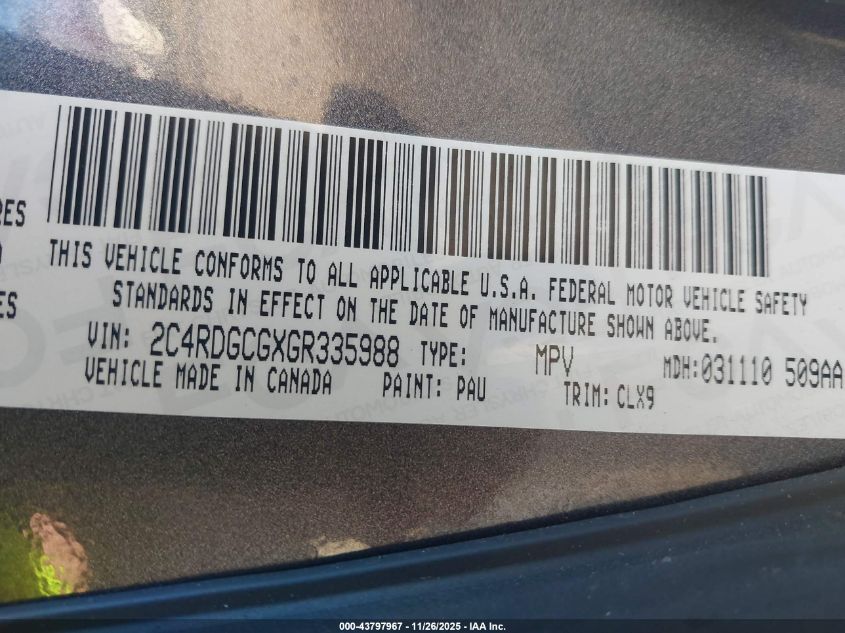 THIS VEHICLE CONFORMS TO ALL APPLICABLE U.S.A. FEDERAL MOTOR VEHICLE SAFETY
STANDARDS IN EFFECT ON THE DATE OF MANUFACTURE SHOWN ABOVE.
VIN: 2C4RDGCGXGR335988 TYPE: MPV MDH:031110 509AA
VEHICLE MADE IN CANADA PAINT: PAU TRIM: CLX9
000-43797967 - 11/26/2025 - IAA Inc.